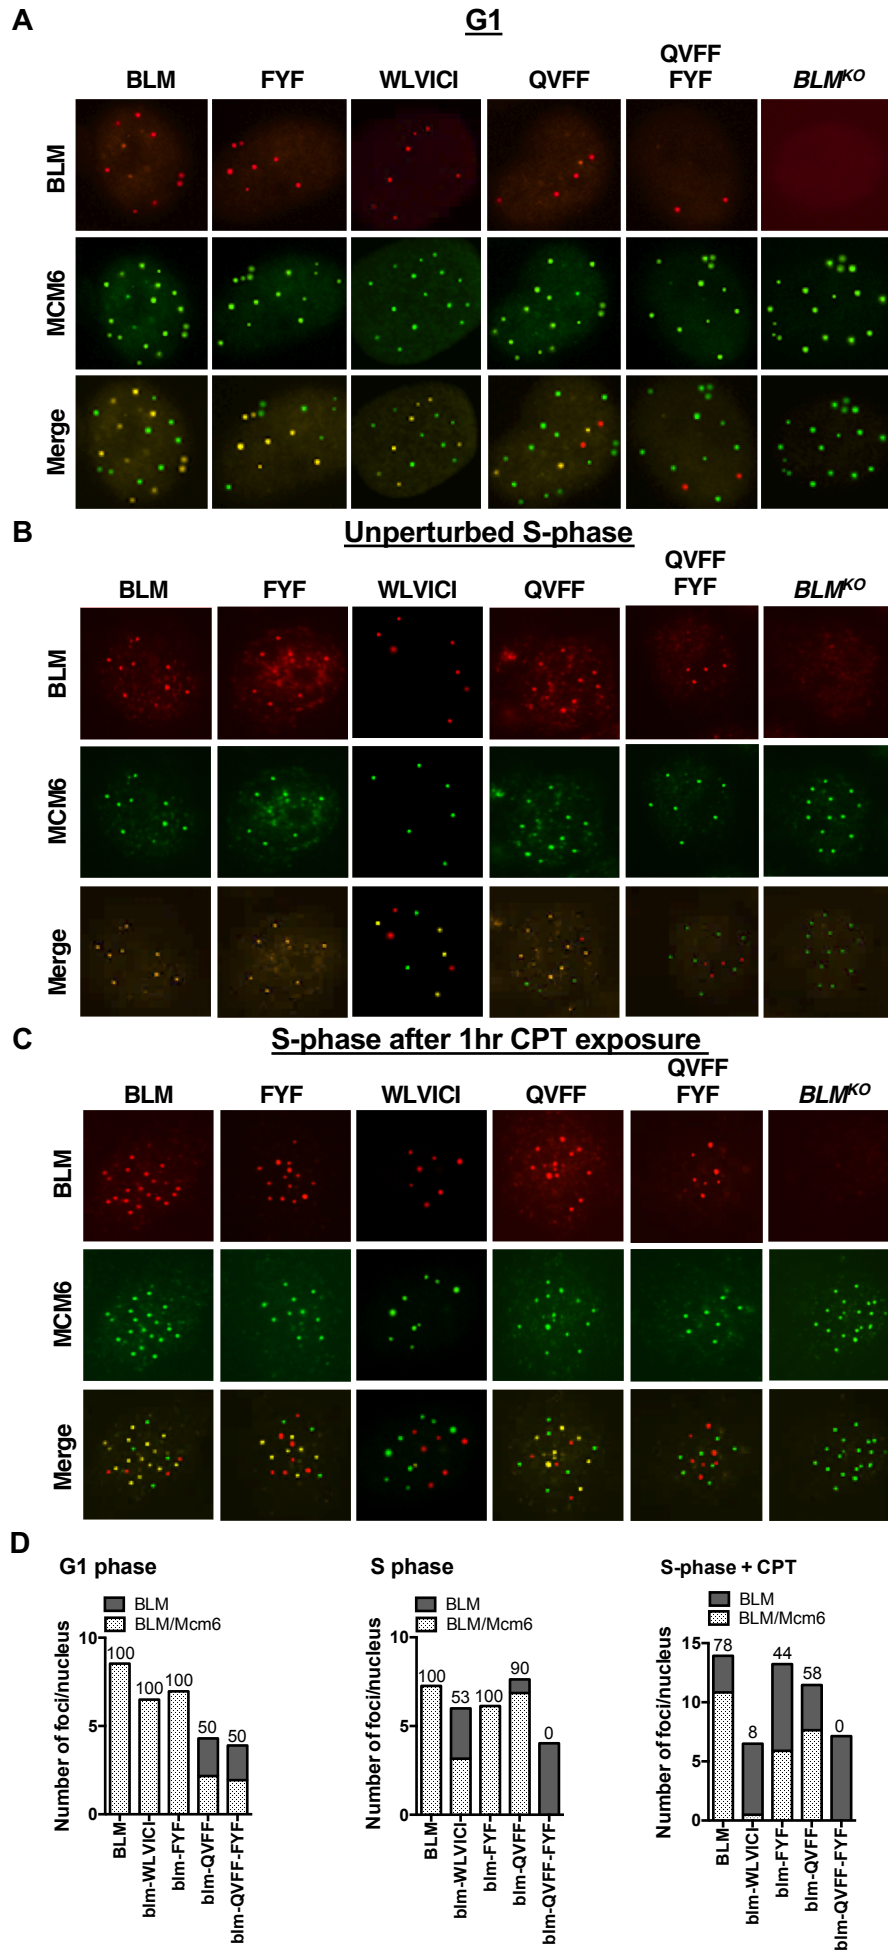 A
G1
BLM FYF WLVICI QVFF QVFF FYF BLMKO
BLM
MCM6
Merge
B
Unperturbed S-phase
BLM FYF WLVICI QVFF QVFF FYF BLMKO
BLM
MCM6
Merge
C
S-phase after 1hr CPT exposure
BLM FYF WLVICI QVFF QVFF FYF BLMKO
BLM
MCM6
Merge
D
G1 phase
BLM
BLM/Mcm6
Number of foci/nucleus
10
5
0
100 100 100 50 50
BLM
blm-WLVICI
blm-FYF
blm-QVFF
blm-QVFF-FYF
S phase
BLM
BLM/Mcm6
Number of foci/nucleus
10
5
0
100 53 100 90 0
BLM
blm-WLVICI
blm-FYF
blm-QVFF
blm-QVFF-FYF
S-phase + CPT
BLM
BLM/Mcm6
Number of foci/nucleus
15
10
5
0
78 8 44 58 0
BLM
blm-WLVICI
blm-FYF
blm-QVFF
blm-QVFF-FYF